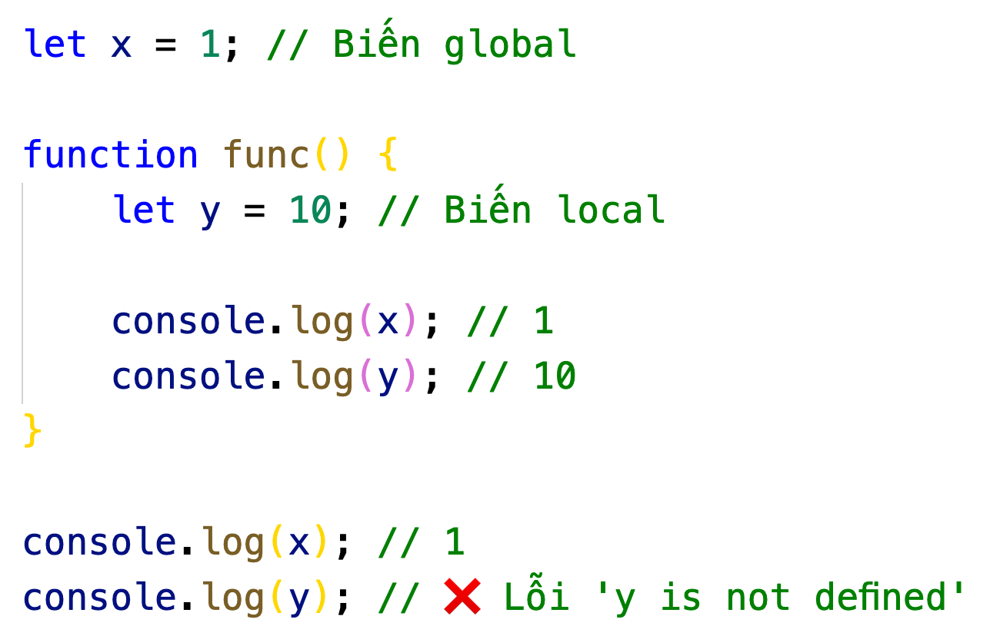 let x = 1; // Biến global
function func() {
let y = 10; // Biến local
console.log(x); // 1
console.log(y); // 10
}
console.log(x); // 1
console.log(y); // ❌ Lỗi 'y is not defined'